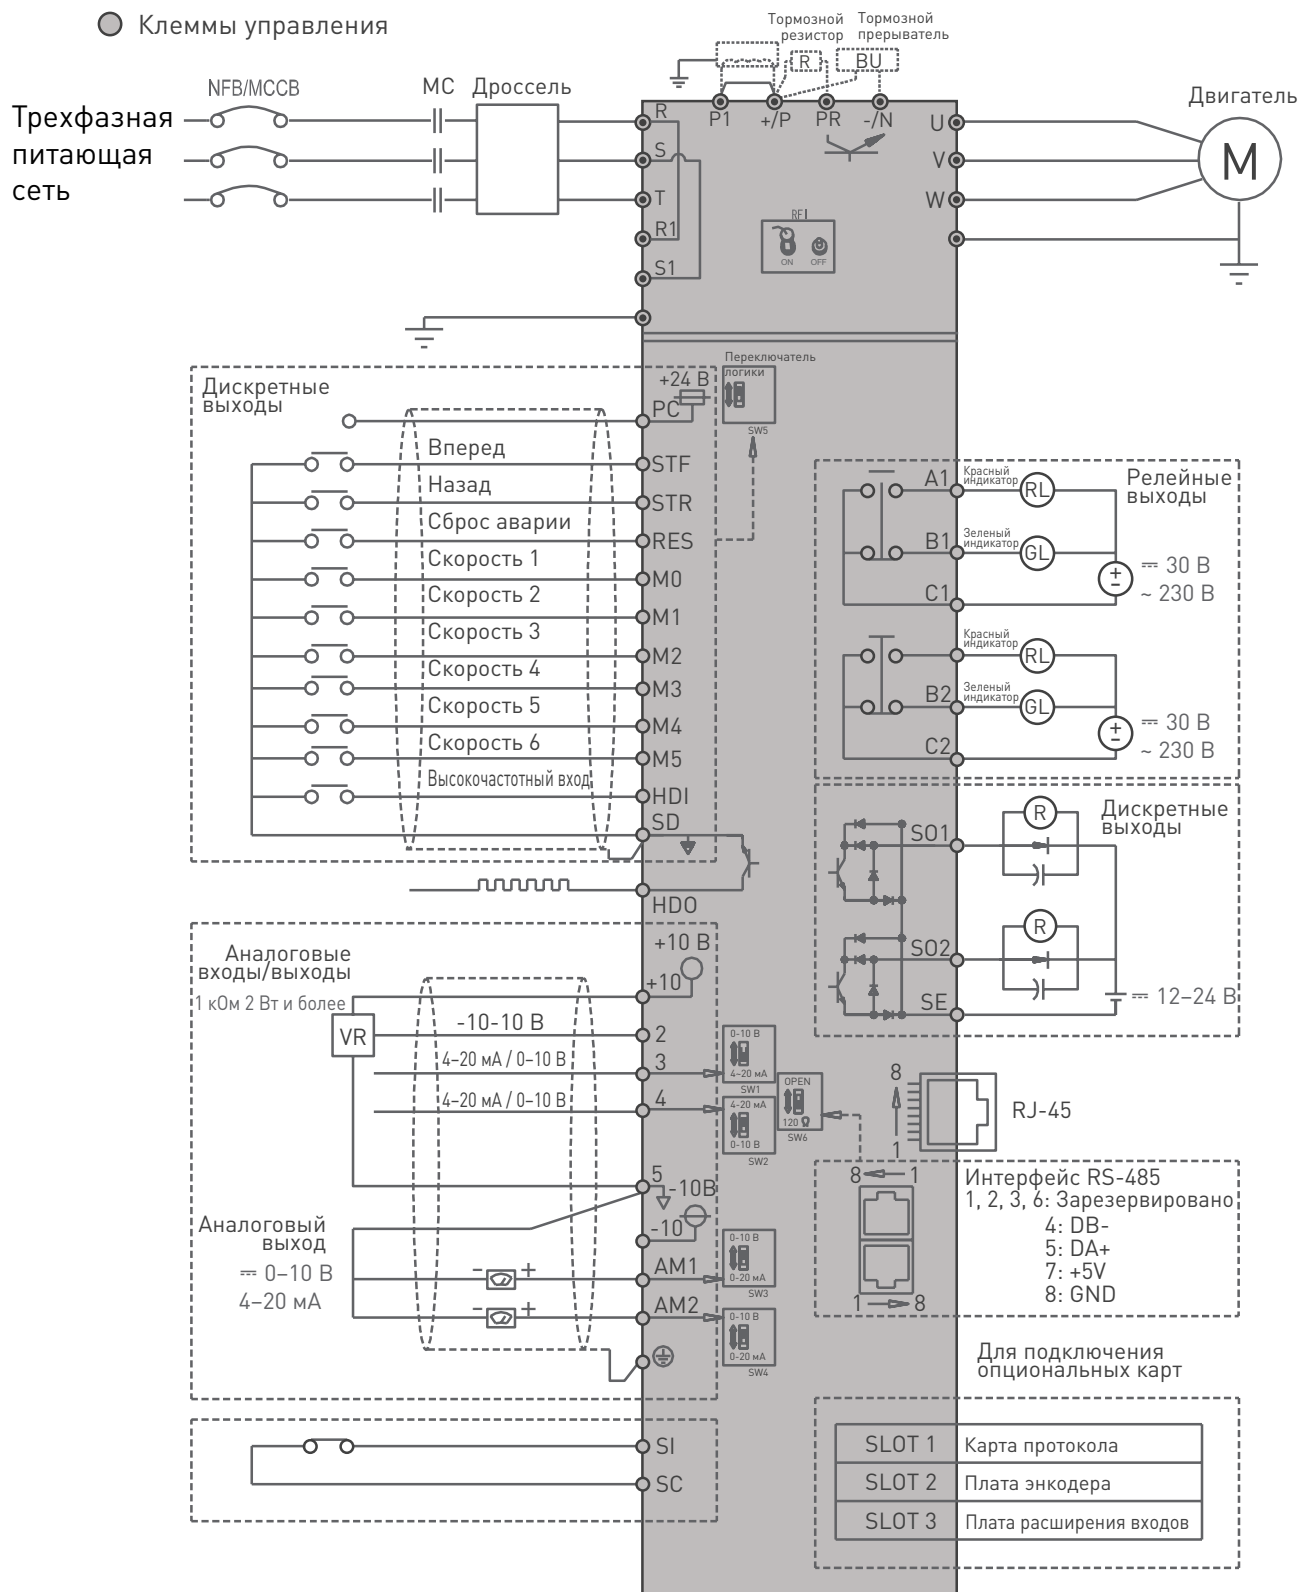 Клеммы управления
Тормозной резистор
Тормозной прерыватель
R
BU
NFB/MCCB
MC
Дроссель
Трехфазная
питающая
сеть
P1
+/P
PR
-/N
R
S
T
R1
S1
U
V
W
Двигатель
M
RFI
ON
OFF
Дискретные
выходы
Переключатель
логики
SW5
+24 В
PC
Вперед
STF
Назад
STR
Сброс аварии
RES
Скорость 1
M0
Скорость 2
M1
Скорость 3
M2
Скорость 4
M3
Скорость 5
M4
Скорость 6
M5
Высокочастотный вход
HDI
SD
HDO
Релейные
выходы
A1
Красный
индикатор
RL
B1
Зеленый
индикатор
GL
C1
+
-
⎓ 30 В
~ 230 В
Красный
индикатор
RL
B2
Зеленый
индикатор
GL
C2
+
-
⎓ 30 В
~ 230 В
Дискретные
выходы
R
SO1
R
SO2
SE
⎓ 12–24 В
Аналоговые
входы/выходы
1 кОм 2 Вт и более
VR
+10 В
+10
-10-10 В
2
4–20 мА / 0–10 В
3
4–20 мА / 0–10 В
4
5
-10В
-10
0-10 В
4–20 мА
SW1
4-20 мА
0-10 В
SW2
OPEN
120 Ω
SW6
Аналоговый
выход
⎓ 0–10 В
4–20 мА
- +
AM1
- +
AM2
0-10 В
0-20 мА
SW3
0-10 В
0-20 мА
SW4
8
1
RJ-45
8
1
1
8
Интерфейс RS-485
1, 2, 3, 6: Зарезервировано
4: DB-
5: DA+
7: +5V
8: GND
Для подключения
опциональных карт
SLOT 1 Карта протокола
SLOT 2 Плата энкодера
SLOT 3 Плата расширения входов
SI
SC